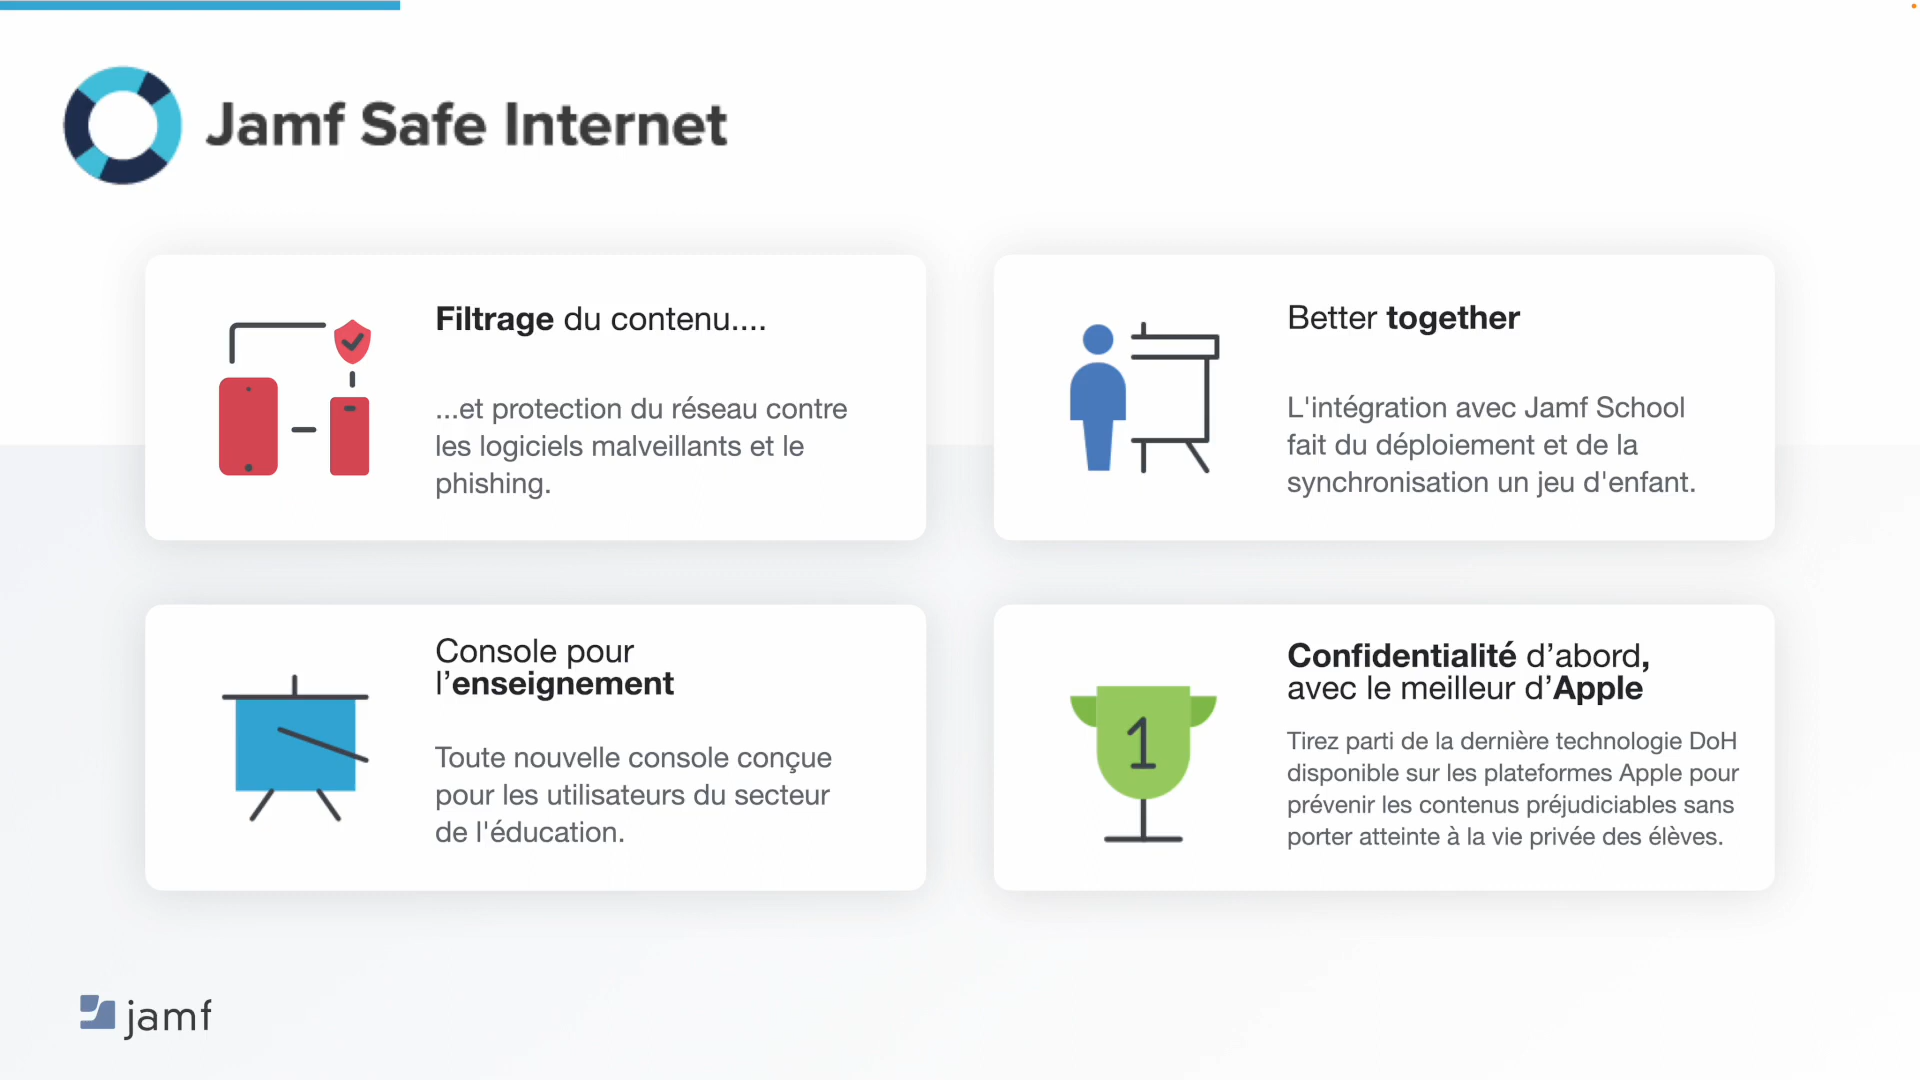 Jamf Safe Internet
Filtrage du contenu....
...et protection du réseau contre
les logiciels malveillants et le
phishing.
Better together
L'intégration avec Jamf School
fait du déploiement et de la
synchronisation un jeu d'enfant.
Console pour
l’enseignement
Toute nouvelle console conçue
pour les utilisateurs du secteur
de l'éducation.
1
Confidentialité d’abord,
avec le meilleur d’Apple
Tirez parti de la dernière technologie DoH
disponible sur les plateformes Apple pour
prévenir les contenus préjudiciables sans
porter atteinte à la vie privée des élèves.
jamf